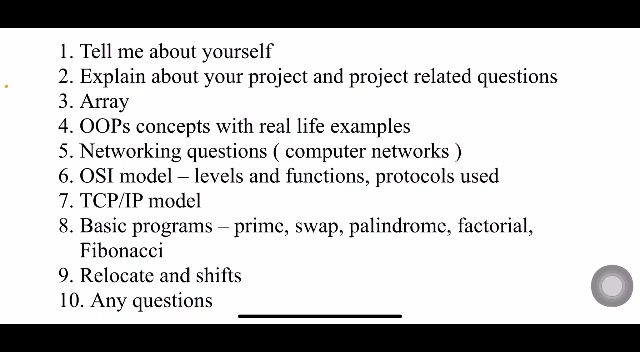 1. Tell me about yourself
2. Explain about your project and project related questions
3. Array
4. OOPs concepts with real life examples
5. Networking questions ( computer networks )
6. OSI model – levels and functions, protocols used
7. TCP/IP model
8. Basic programs – prime, swap, palindrome, factorial,
Fibonacci
9. Relocate and shifts
10. Any questions